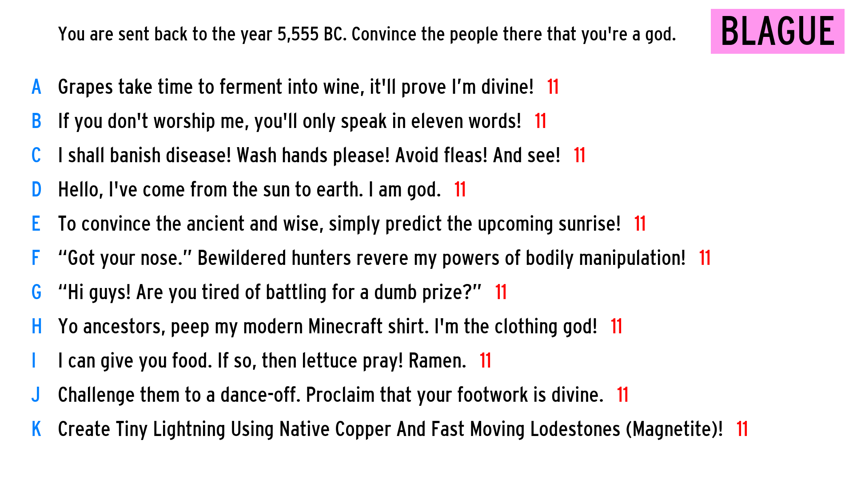 You are sent back to the year 5,555 BC. Convince the people there that you're a god.
BLAGUE
A Grapes take time to ferment into wine, it'll prove I’m divine! 11
B If you don't worship me, you'll only speak in eleven words! 11
C I shall banish disease! Wash hands please! Avoid fleas! And see! 11
D Hello, I've come from the sun to earth. I am god. 11
E To convince the ancient and wise, simply predict the upcoming sunrise! 11
F “Got your nose.” Bewildered hunters revere my powers of bodily manipulation! 11
G “Hi guys! Are you tired of battling for a dumb prize?” 11
H Yo ancestors, peep my modern Minecraft shirt. I'm the clothing god! 11
I I can give you food. If so, then lettuce pray! Ramen. 11
J Challenge them to a dance-off. Proclaim that your footwork is divine. 11
K Create Tiny Lightning Using Native Copper And Fast Moving Lodestones (Magnetite)! 11